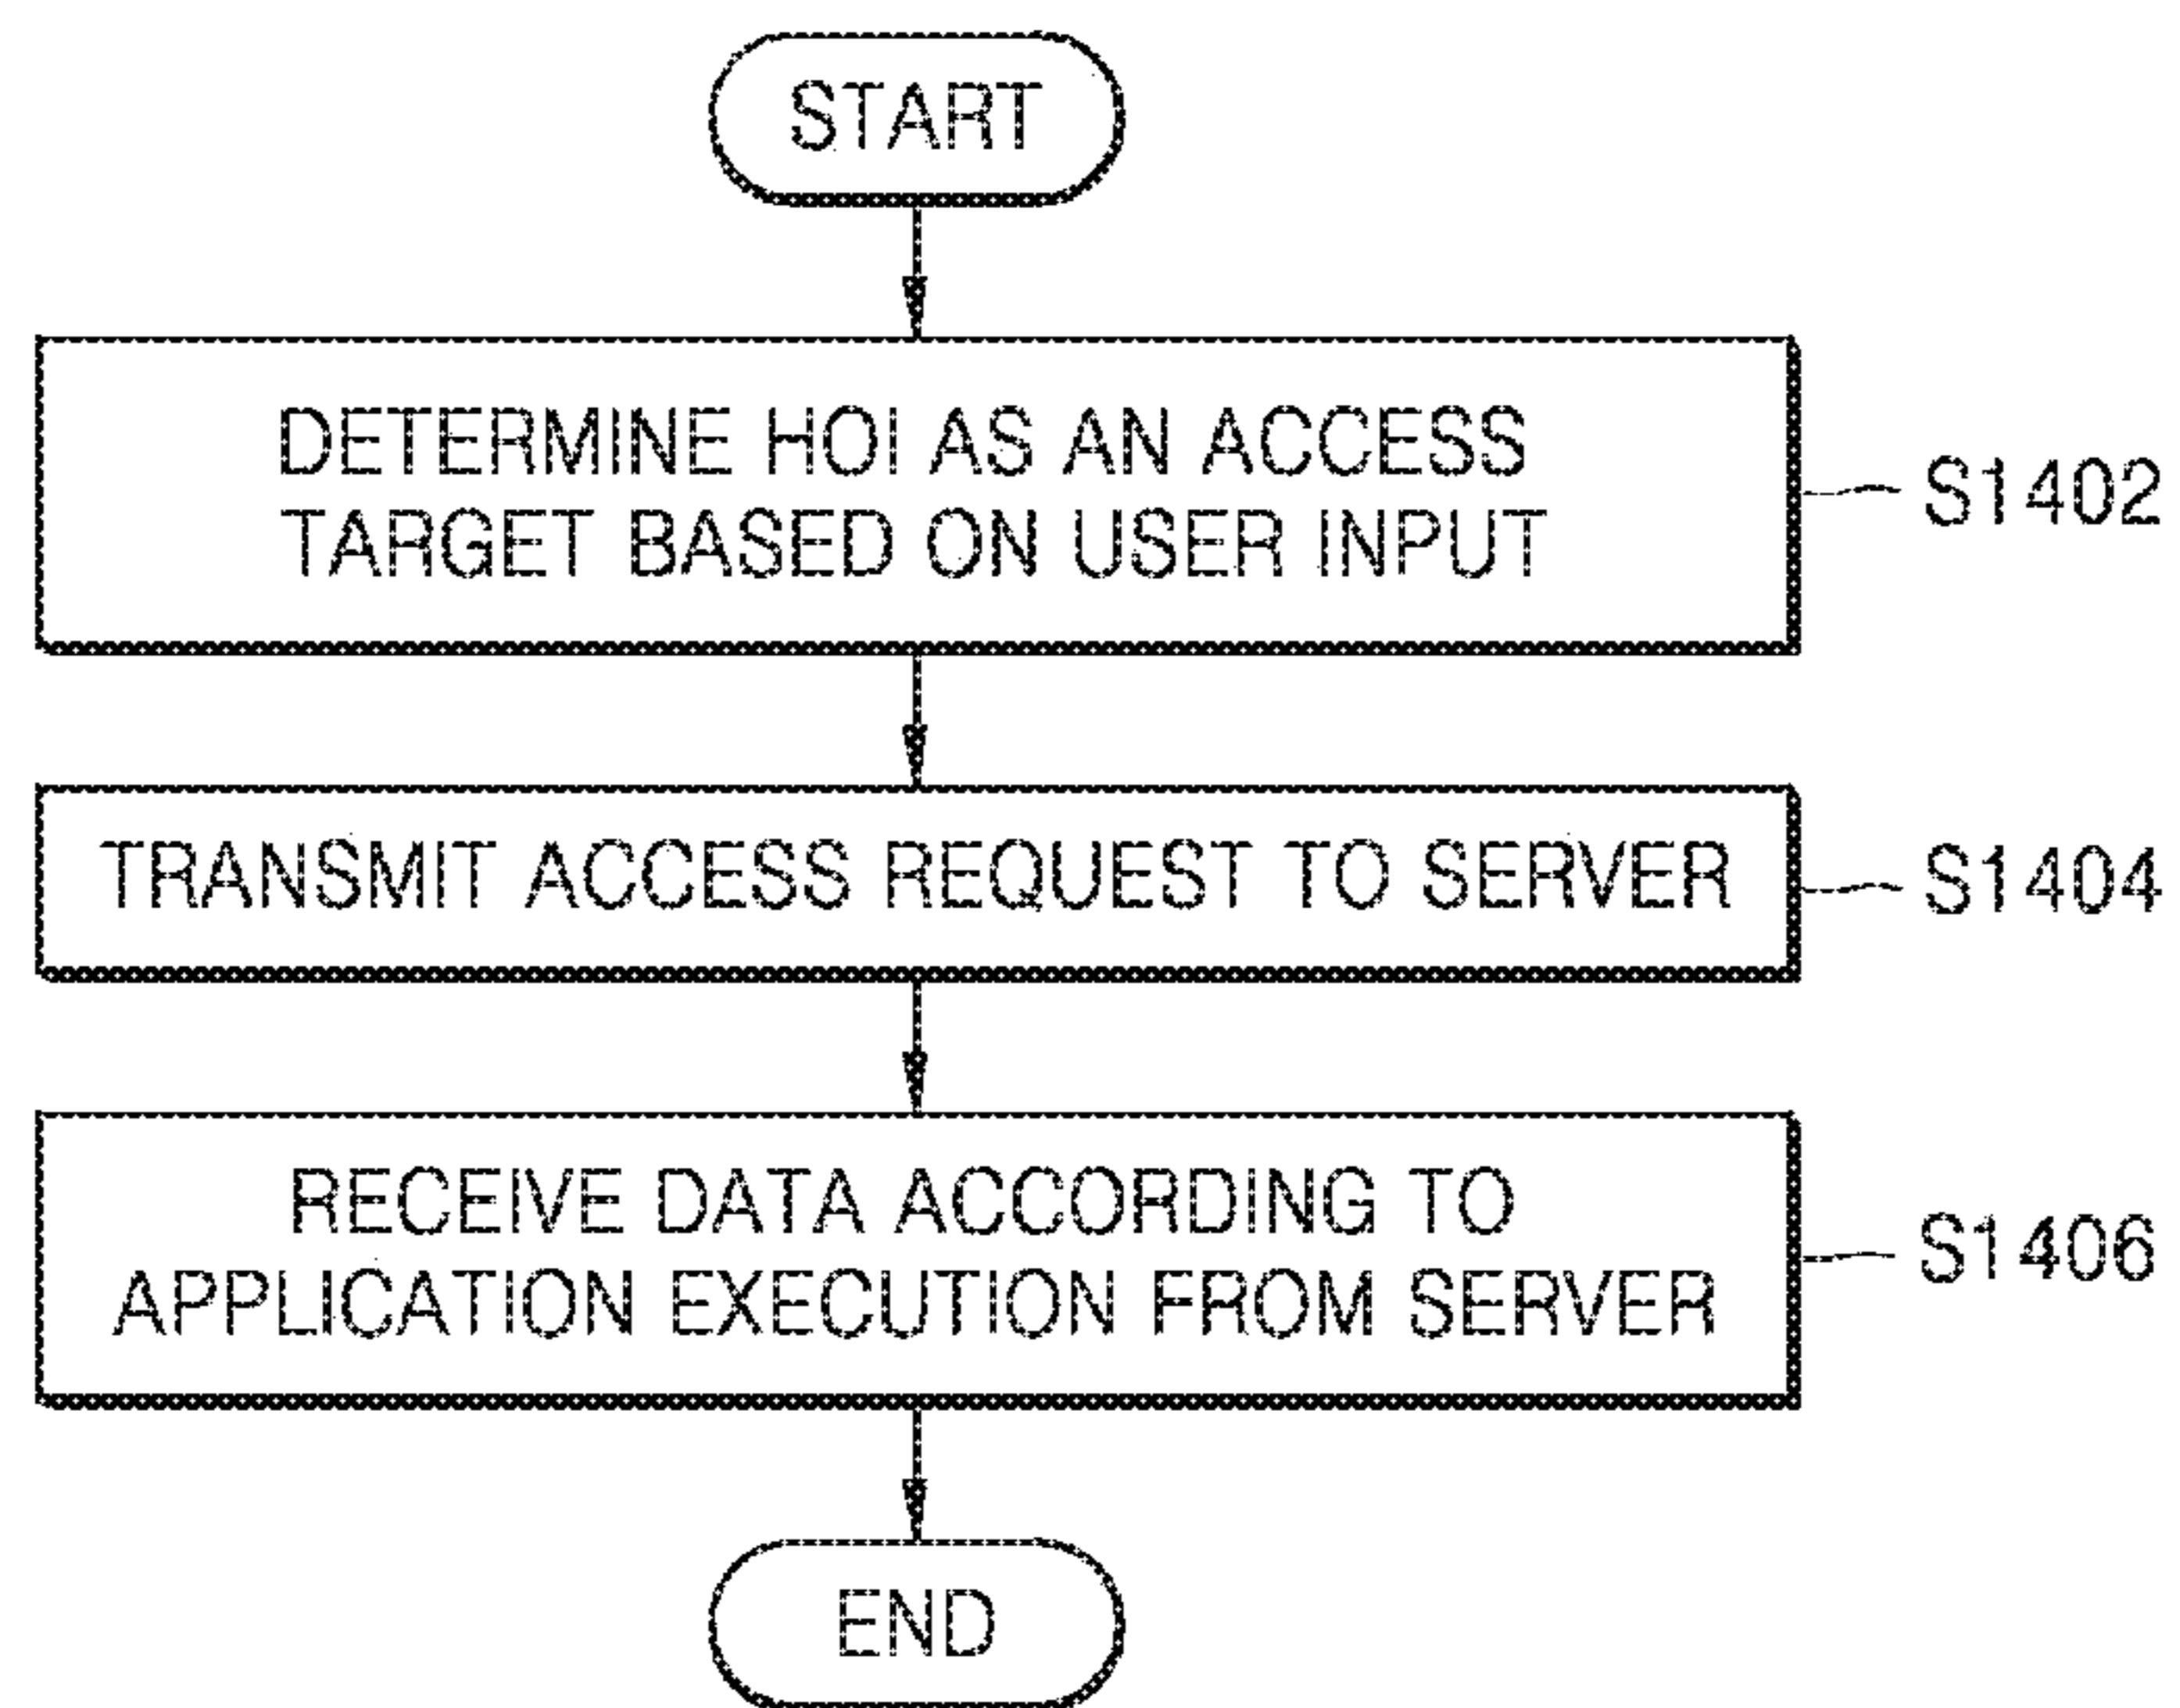 START
DETERMINE HOI AS AN ACCESS
TARGET BASED ON USER INPUT
S1402
TRANSMIT ACCESS REQUEST TO SERVER
S1404
RECEIVE DATA ACCORDING TO
APPLICATION EXECUTION FROM SERVER
S1406
END